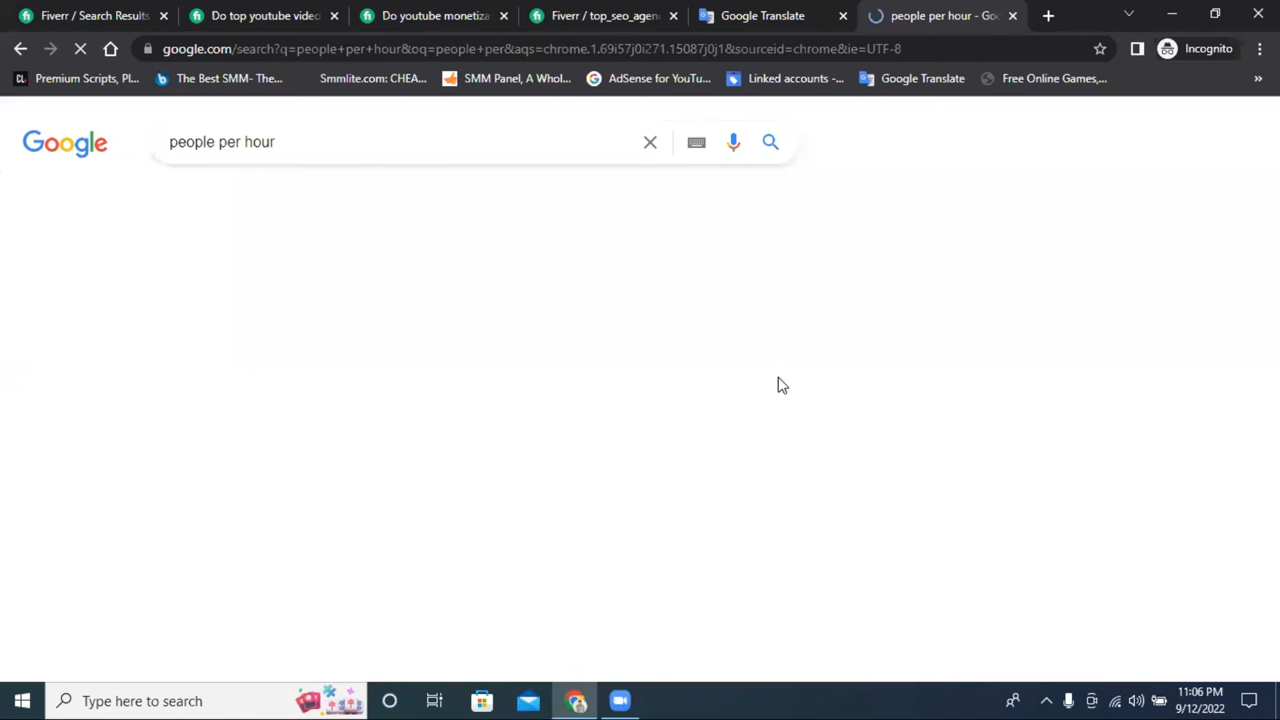 Fiverr / Search Results
Do top youtube video
Do youtube monetiza
Fiverr / top_seo_agen
Google Translate
people per hour - Goo
google.com/search?q=people+per+hour&oq=people+per&aqs=chrome.1.69i57j0i271.15087j0j1&sourceid=chrome&ie=UTF-8
Incognito
Premium Scripts, Pl...
The Best SMM- The...
Smmlite.com: CHEA...
SMM Panel, A Whol...
AdSense for YouTu...
Linked accounts -...
Google Translate
Free Online Games,...
Google
people per hour
Type here to search
11:06 PM
9/12/2022